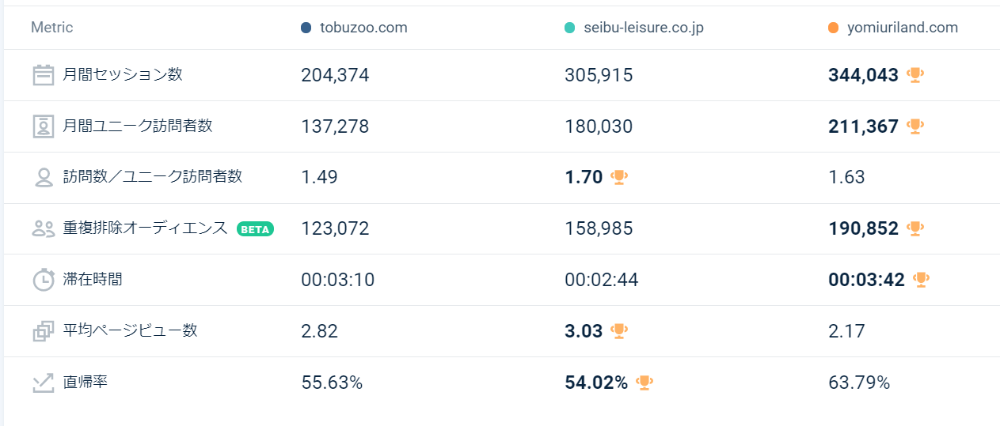 Metric tobuzoo.com seibu-leisure.co.jp yomiuriland.com
月間セッション数 204,374 305,915 344,043
月間ユニーク訪問者数 137,278 180,030 211,367
訪問数／ユニーク訪問者数 1.49 1.70 1.63
重複排除オーディエンス BETA 123,072 158,985 190,852
滞在時間 00:03:10 00:02:44 00:03:42
平均ページビュー数 2.82 3.03 2.17
直帰率 55.63% 54.02% 63.79%